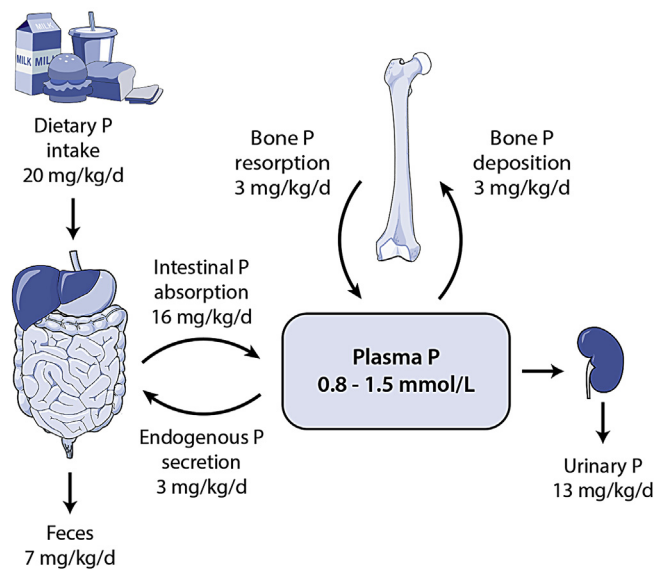 MILK
MILK
Dietary P
intake
20 mg/kg/d
Bone P
resorption
3 mg/kg/d
Bone P
deposition
3 mg/kg/d
Intestinal P
absorption
16 mg/kg/d
Plasma P
0.8 - 1.5 mmol/L
Endogenous P
secretion
3 mg/kg/d
Urinary P
13 mg/kg/d
Feces
7 mg/kg/d